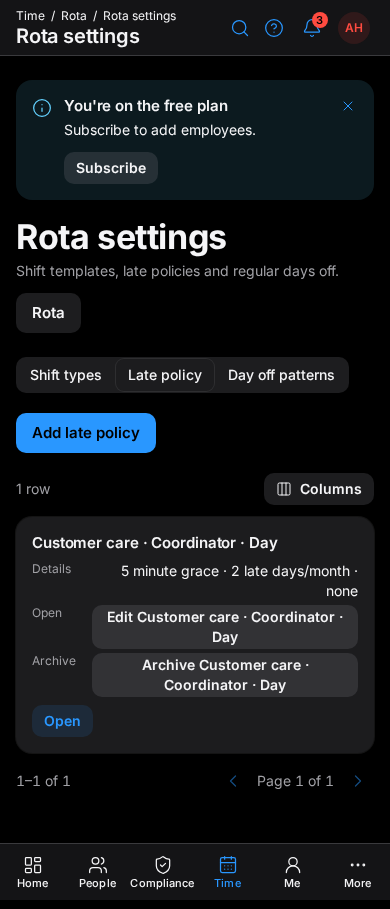 Time / Rota / Rota settings
Rota settings
3
AH
You're on the free plan
Subscribe to add employees.
Subscribe
Rota settings
Shift templates, late policies and regular days off.
Rota
Shift types Late policy Day off patterns
Add late policy
1 row Columns
Customer care · Coordinator · Day
Details 5 minute grace · 2 late days/month ·
none
Open Edit Customer care · Coordinator ·
Day
Archive Archive Customer care ·
Coordinator · Day
Open
1–1 of 1 Page 1 of 1
Home People Compliance Time Me More